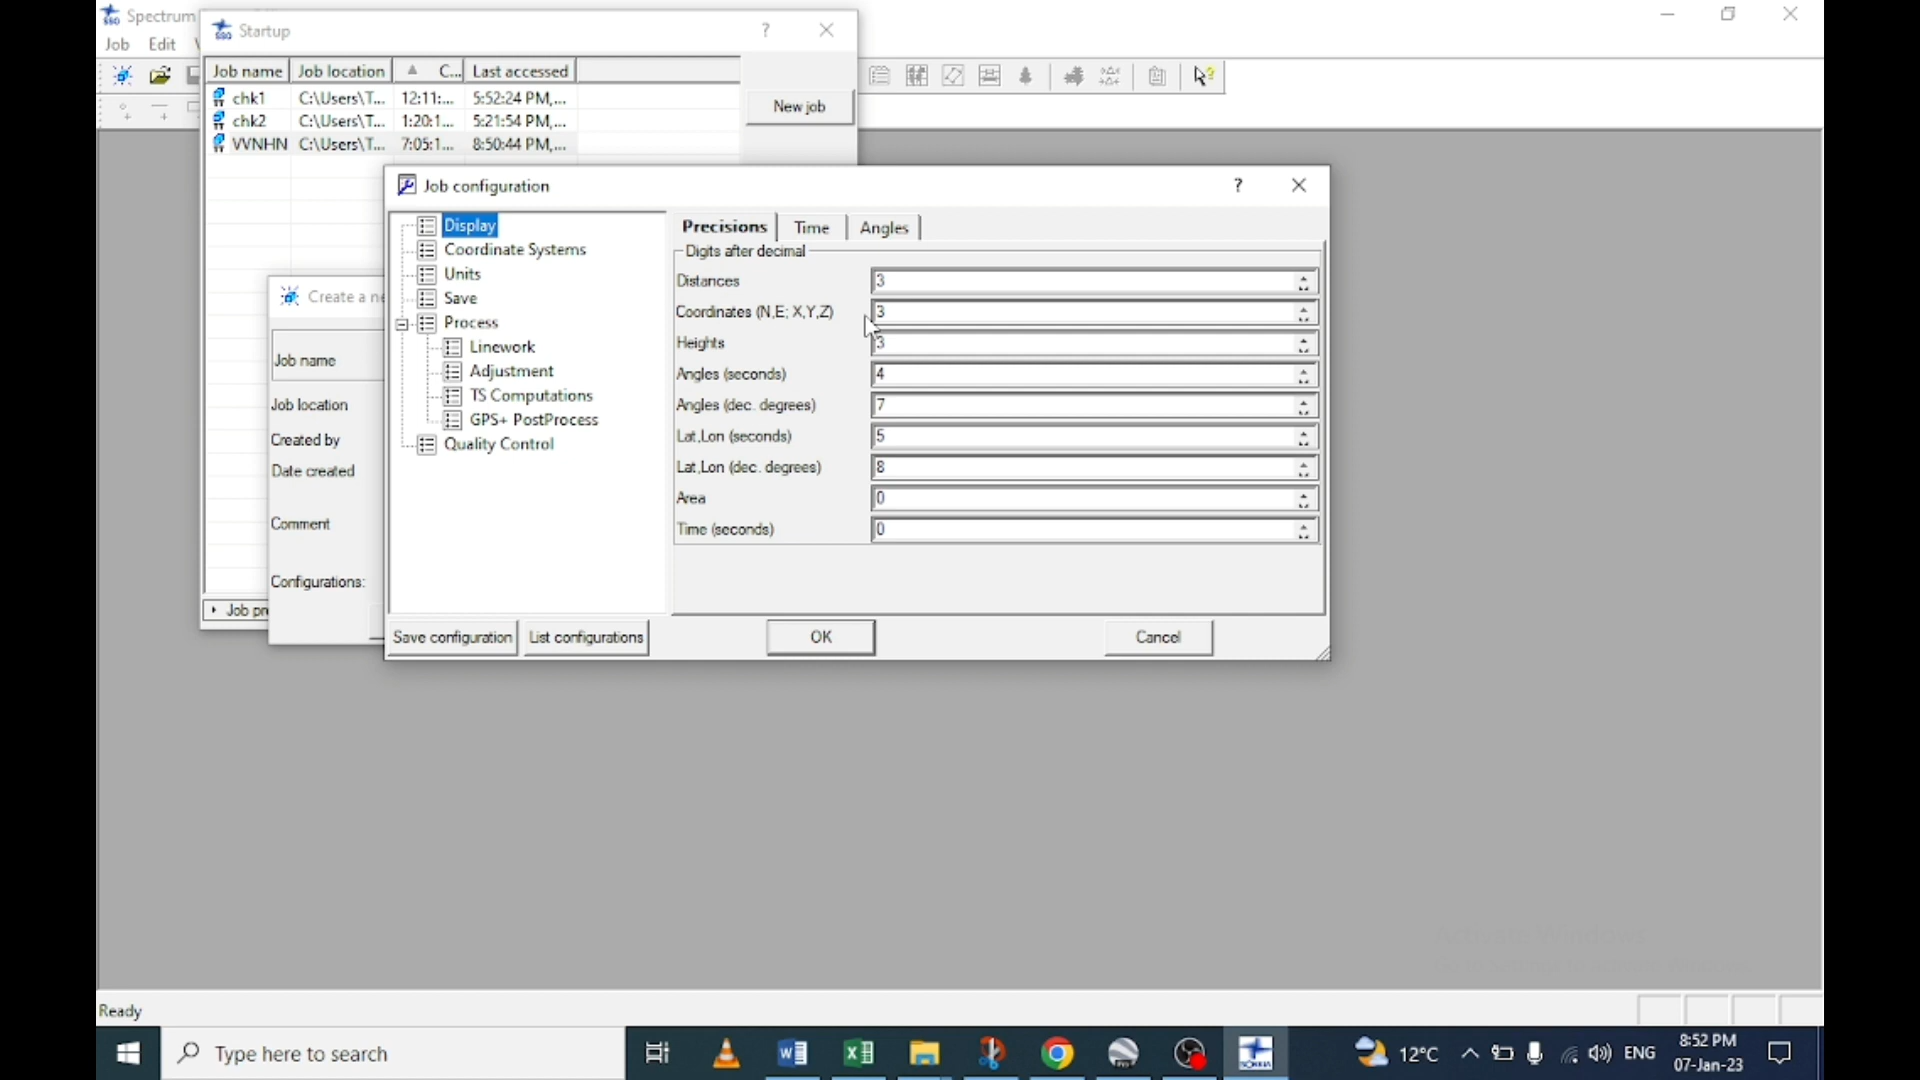 Spectrum
Job Edit
Startup
Job name Job location C... Last accessed
chk1 C:\Users\T... 12:11:... 5:52:24 PM,...
chk2 C:\Users\T... 1:20:1... 5:21:54 PM,...
VVNHN C:\Users\T... 7:05:1... 8:50:44 PM,...
New job
Create a ne
Job name
Job location
Created by
Date created
Comment
Configurations:
Job pr
Job configuration
Display
Coordinate Systems
Units
Save
Process
Linework
Adjustment
TS Computations
GPS+ PostProcess
Quality Control
Precisions Time Angles
Digits after decimal
Distances 3
Coordinates (N,E; X,Y,Z) 3
Heights 3
Angles (seconds) 4
Angles (dec. degrees) 7
Lat,Lon (seconds) 5
Lat,Lon (dec. degrees) 8
Area 0
Time (seconds) 0
Save configuration List configurations OK Cancel
Ready
Type here to search
12°C ENG 8:52 PM
07-Jan-23